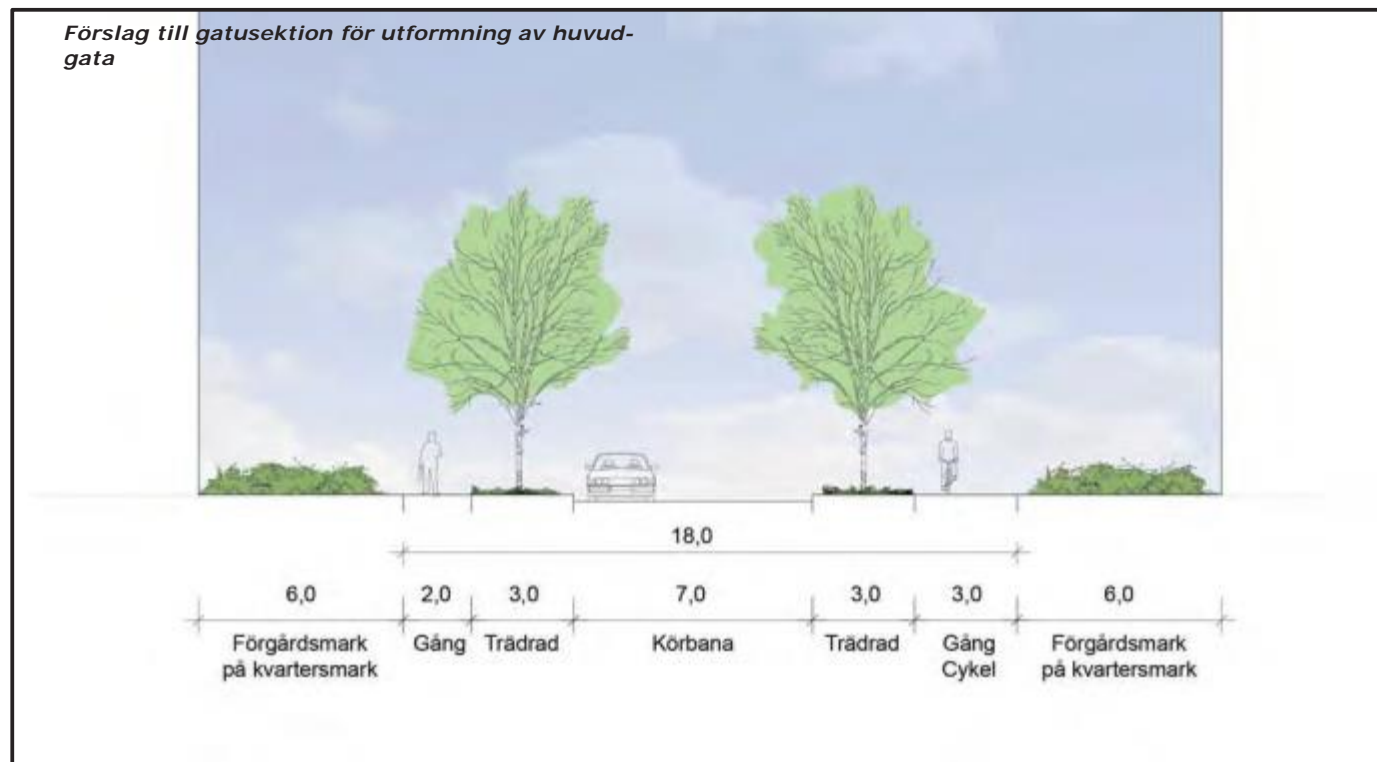 Förslag till gatusektion för utformning av huvud-
gata
18,0
6,0 2,0 3,0 7,0 3,0 3,0 6,0
Förgårdsmark Gång Trädrad Körbana Trädrad Gång Förgårdsmark
på kvartersmark Cykel på kvartersmark